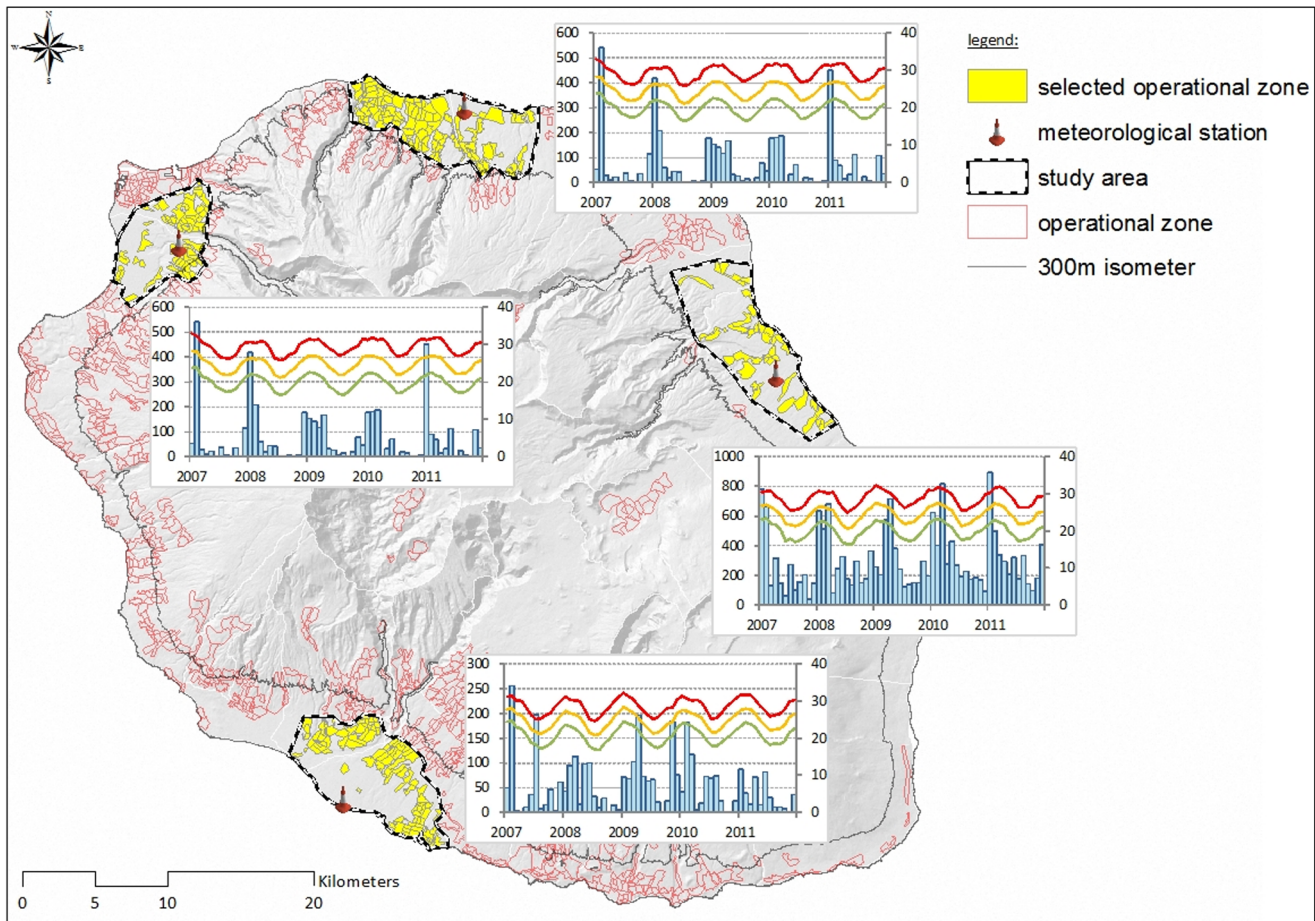 N
W E
S
600 40
500
400 30
300 20
200
100 10
0 0
2007 2008 2009 2010 2011
legend:
selected operational zone
meteorological station
study area
operational zone
300m isometer
600 40
500
400 30
300 20
200
100 10
0 0
2007 2008 2009 2010 2011
1000 40
800 30
600
20
400
200 10
0 0
2007 2008 2009 2010 2011
300 40
250
200 30
150 20
100
50 10
0 0
2007 2008 2009 2010 2011
Kilometers
0 5 10 20